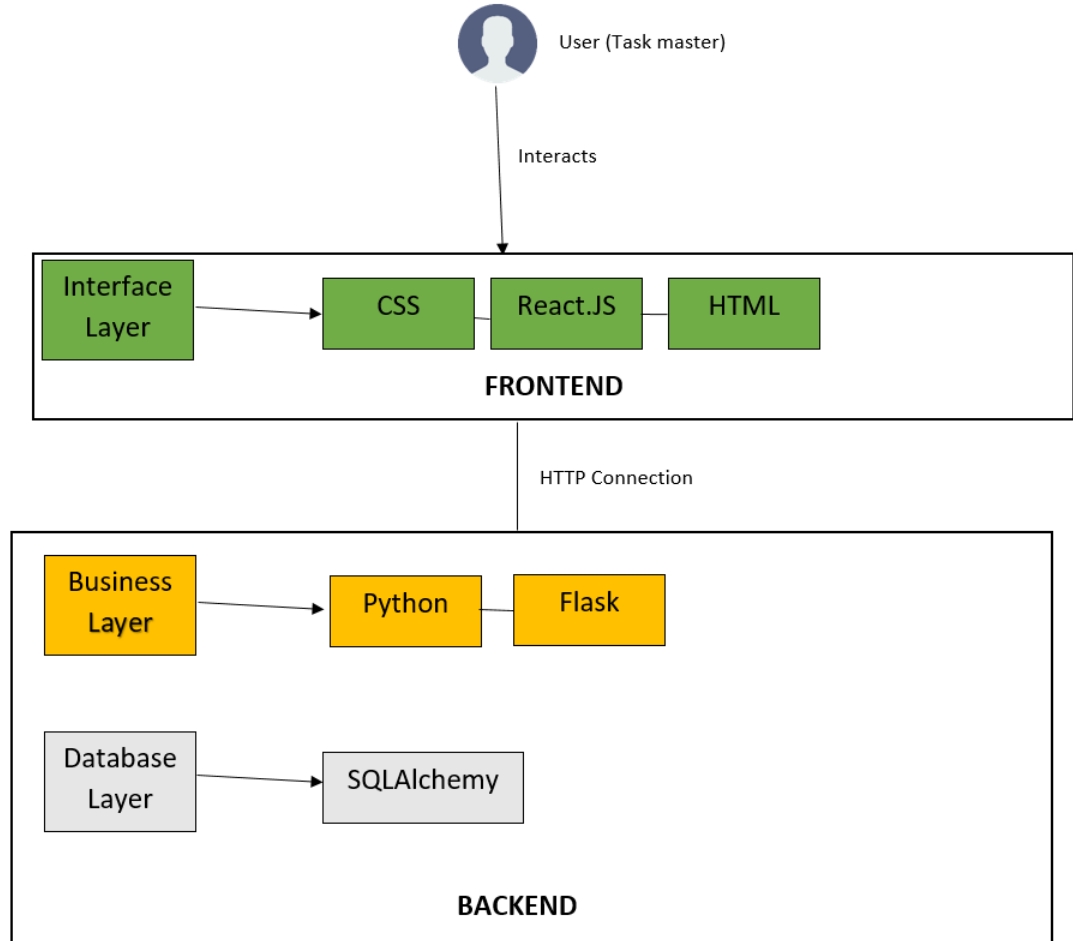 User (Task master)
Interacts
Interface
Layer
CSS
React.JS
HTML
FRONTEND
HTTP Connection
Business
Layer
Python
Flask
Database
Layer
SQLAlchemy
BACKEND